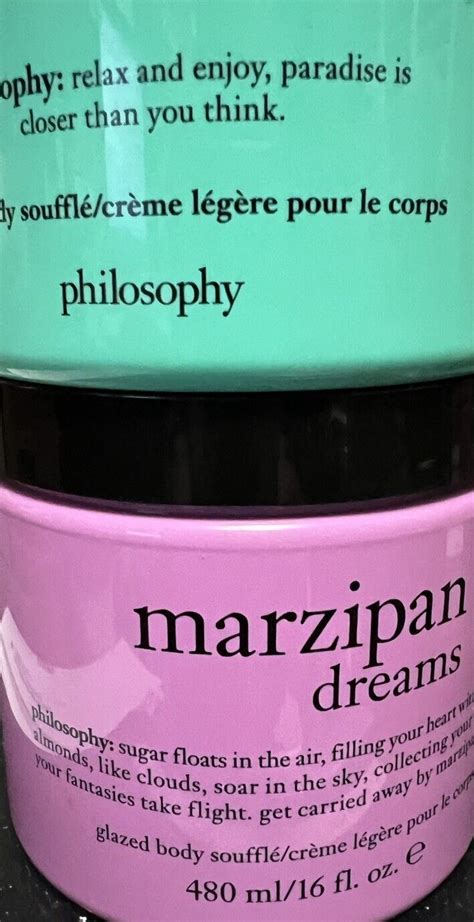 ophy: relax and enjoy, paradise is
closer than you think.
dy soufflé/crème légère pour le corps
philosophy
marzipan
dreams
philosophy: sugar floats in the air, filling your heart with
almonds, like clouds, soar in the sky, collecting your
your fantasies take flight. get carried away by marzipa
glazed body soufflé/crème légère pour le corps
480 ml/16 fl. oz. e